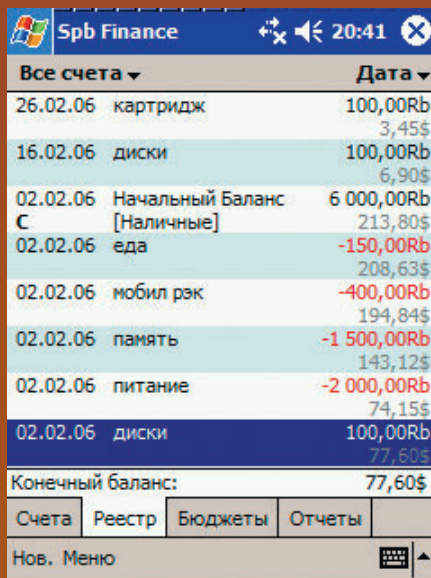 Spb Finance 20:41
Все счета Дата
26.02.06 картридж 100,00Rb
3,45$
16.02.06 диски 100,00Rb
6,90$
02.02.06 Начальный Баланс 6 000,00Rb
C [Наличные] 213,80$
02.02.06 еда -150,00Rb
208,63$
02.02.06 мобил рэк -400,00Rb
194,84$
02.02.06 память -1 500,00Rb
143,12$
02.02.06 питание -2 000,00Rb
74,15$
02.02.06 диски 100,00Rb
77,60$
Конечный баланс: 77,60$
Счета Реестр Бюджеты Отчеты
Нов. Меню